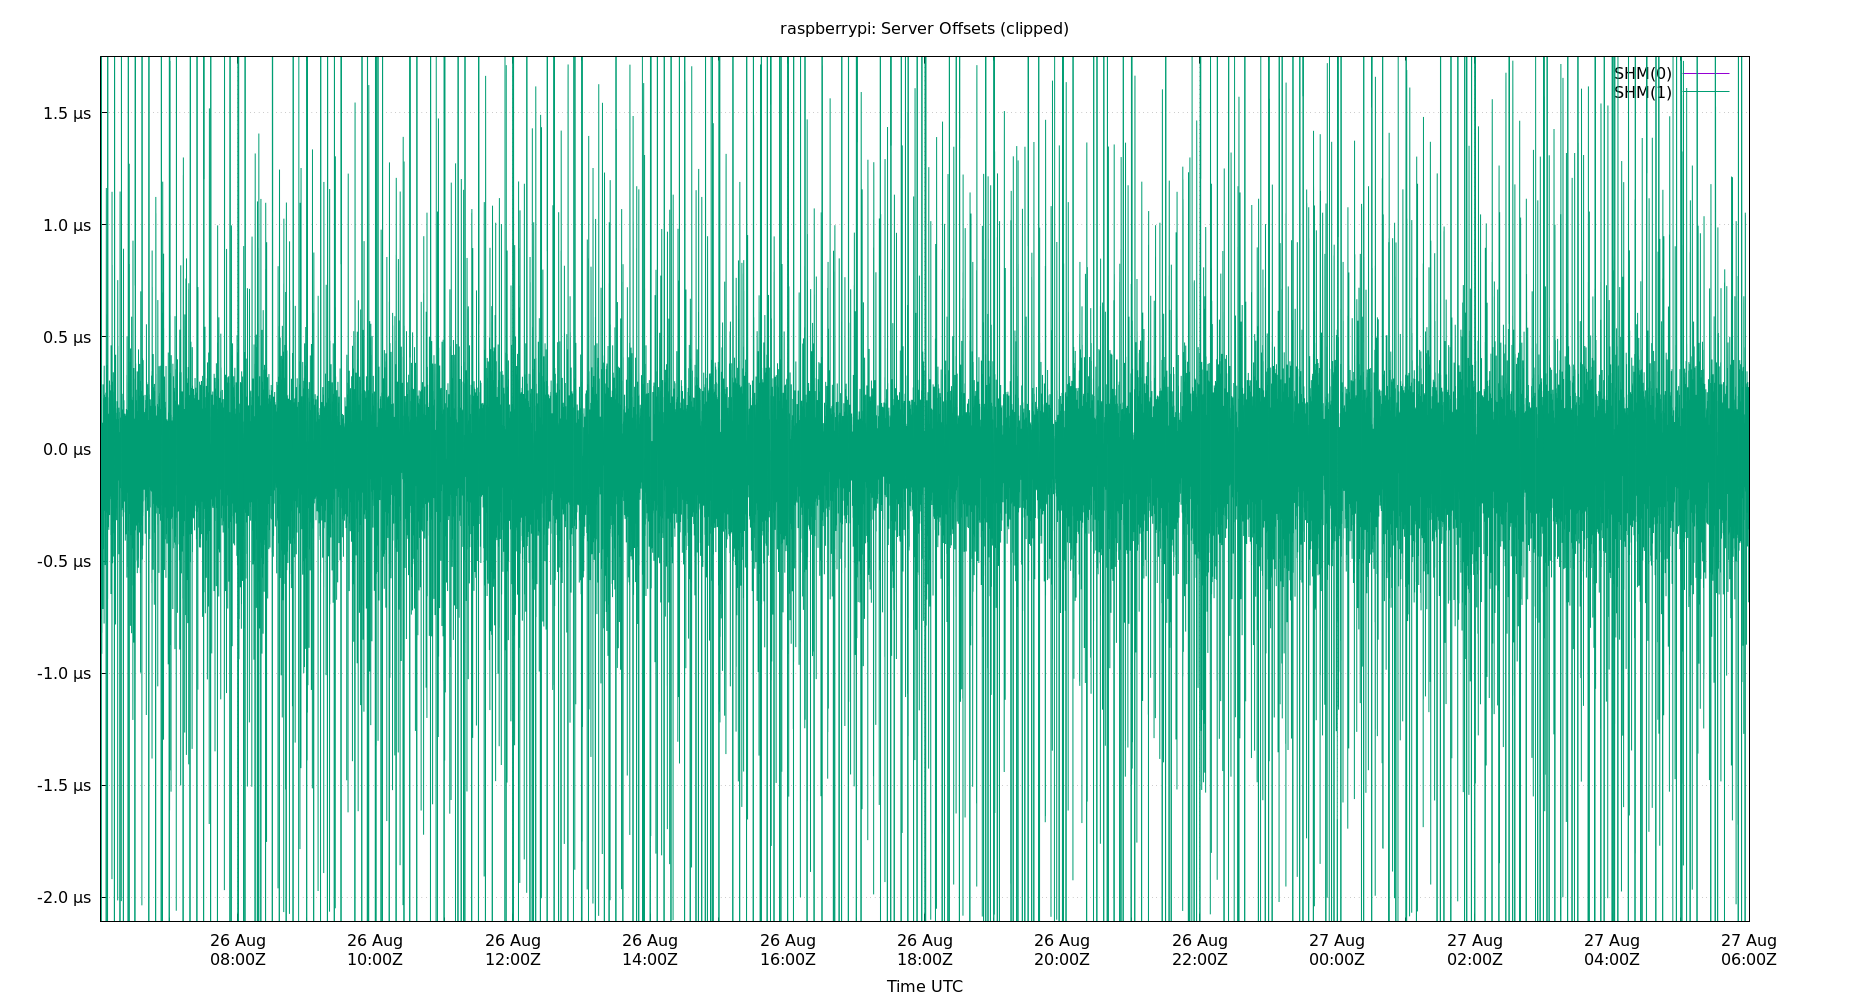 raspberrypi: Server Offsets (clipped)
SHM(0)
SHM(1)
1.5 µs
1.0 µs
0.5 µs
0.0 µs
-0.5 µs
-1.0 µs
-1.5 µs
-2.0 µs
26 Aug 26 Aug 26 Aug 26 Aug 26 Aug 26 Aug 26 Aug 26 Aug 27 Aug 27 Aug 27 Aug 27 Aug
08:00Z 10:00Z 12:00Z 14:00Z 16:00Z 18:00Z 20:00Z 22:00Z 00:00Z 02:00Z 04:00Z 06:00Z
Time UTC